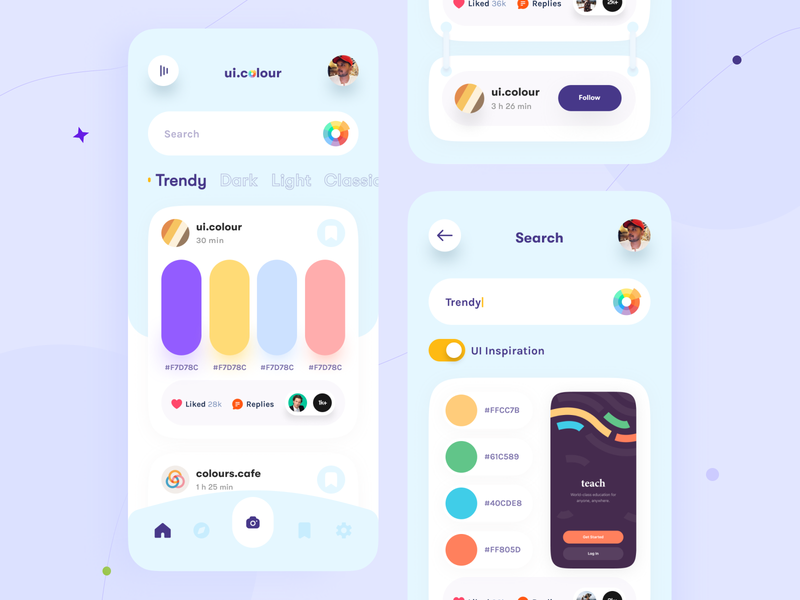 ui.colour
Search
Trendy Dark Light Classic
ui.colour
30 min
#F7D78C #F7D78C #F7D78C #F7D78C
Liked 28k Replies 1k+
colours.cafe
1 h 25 min
Liked 36k Replies
ui.colour
3 h 26 min
Follow
Search
Trendy
UI Inspiration
#FFCC7B
#61C589
#40CDE8
#FF805D
teach
World-class education for
anyone, anywhere.
Get Started
Log In